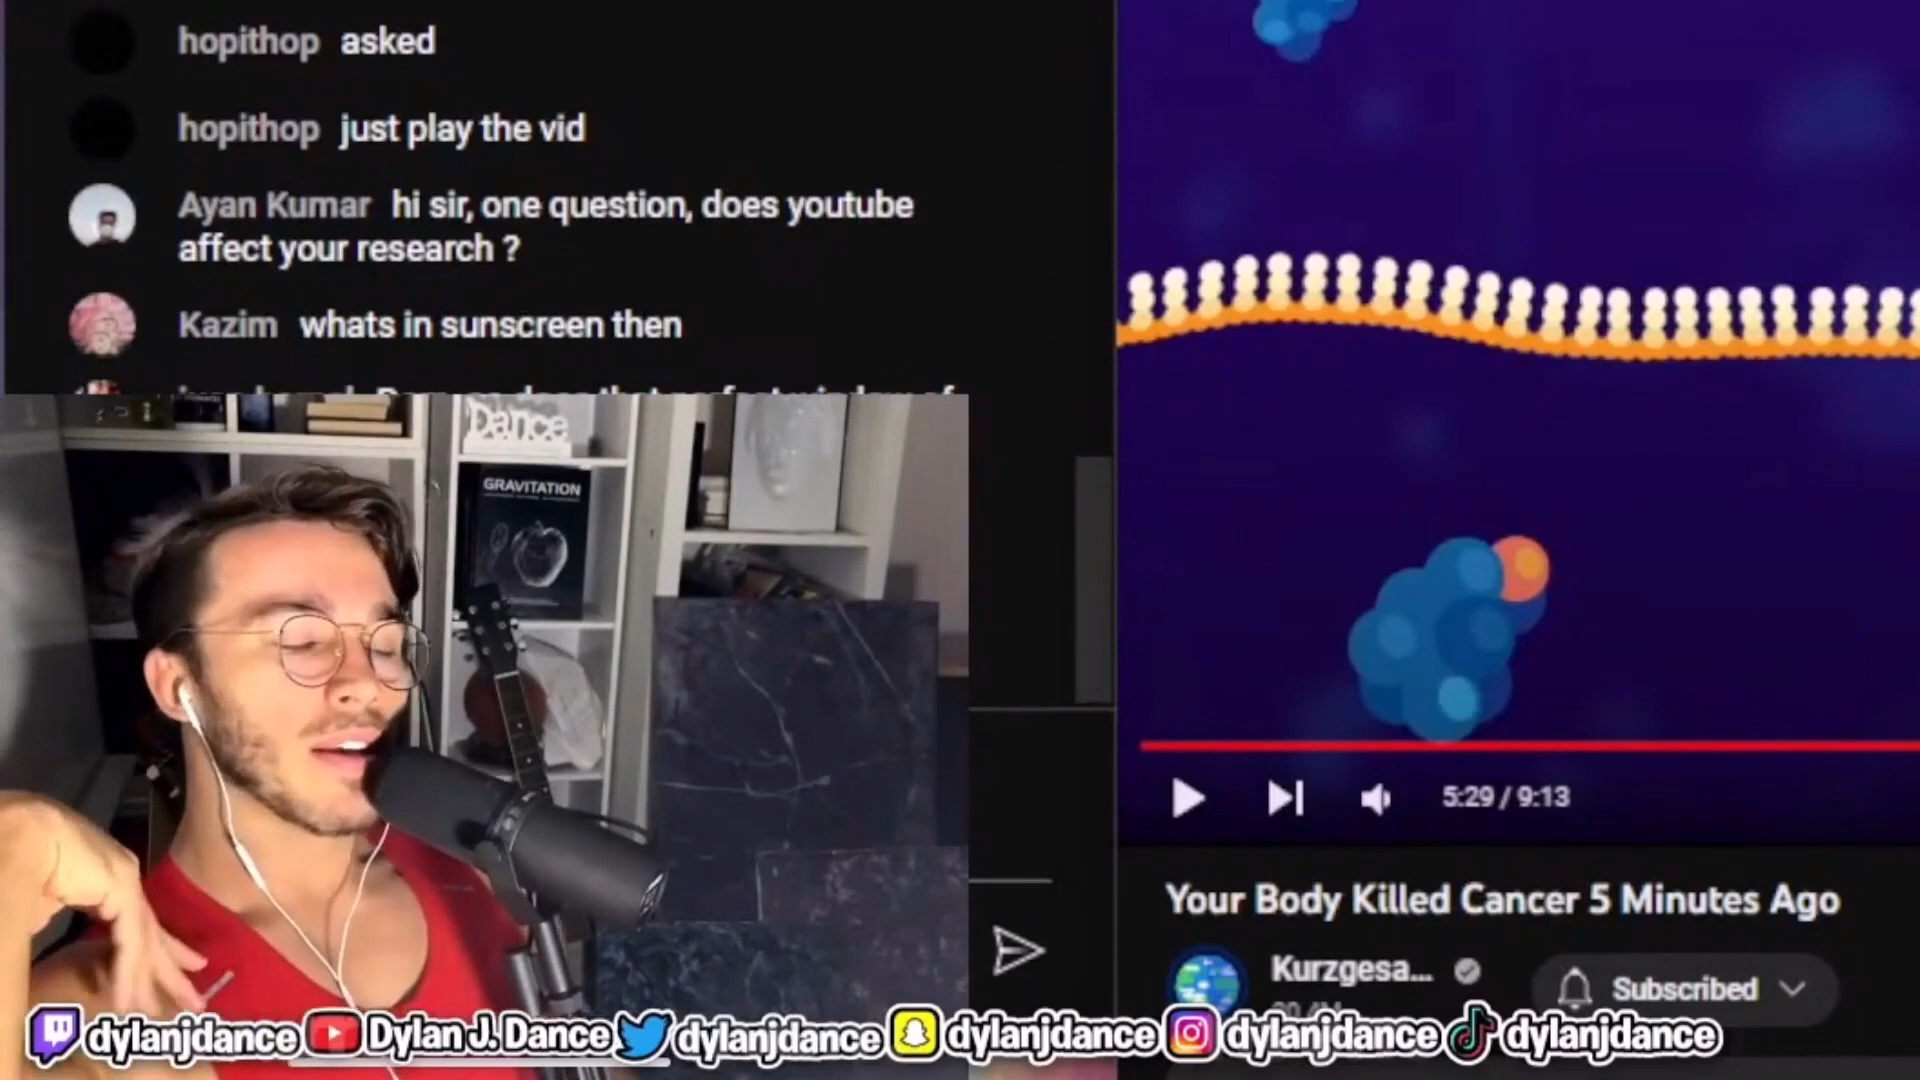 hopithop asked
hopithop just play the vid
Ayan Kumar hi sir, one question, does youtube
affect your research ?
Kazim whats in sunscreen then
Dance
GRAVITATION
5:29 / 9:13
Your Body Killed Cancer 5 Minutes Ago
Kurzgesa...
Subscribed
dylanjdance Dylan J. Dance dylanjdance dylanjdance dylanjdance dylanjdance